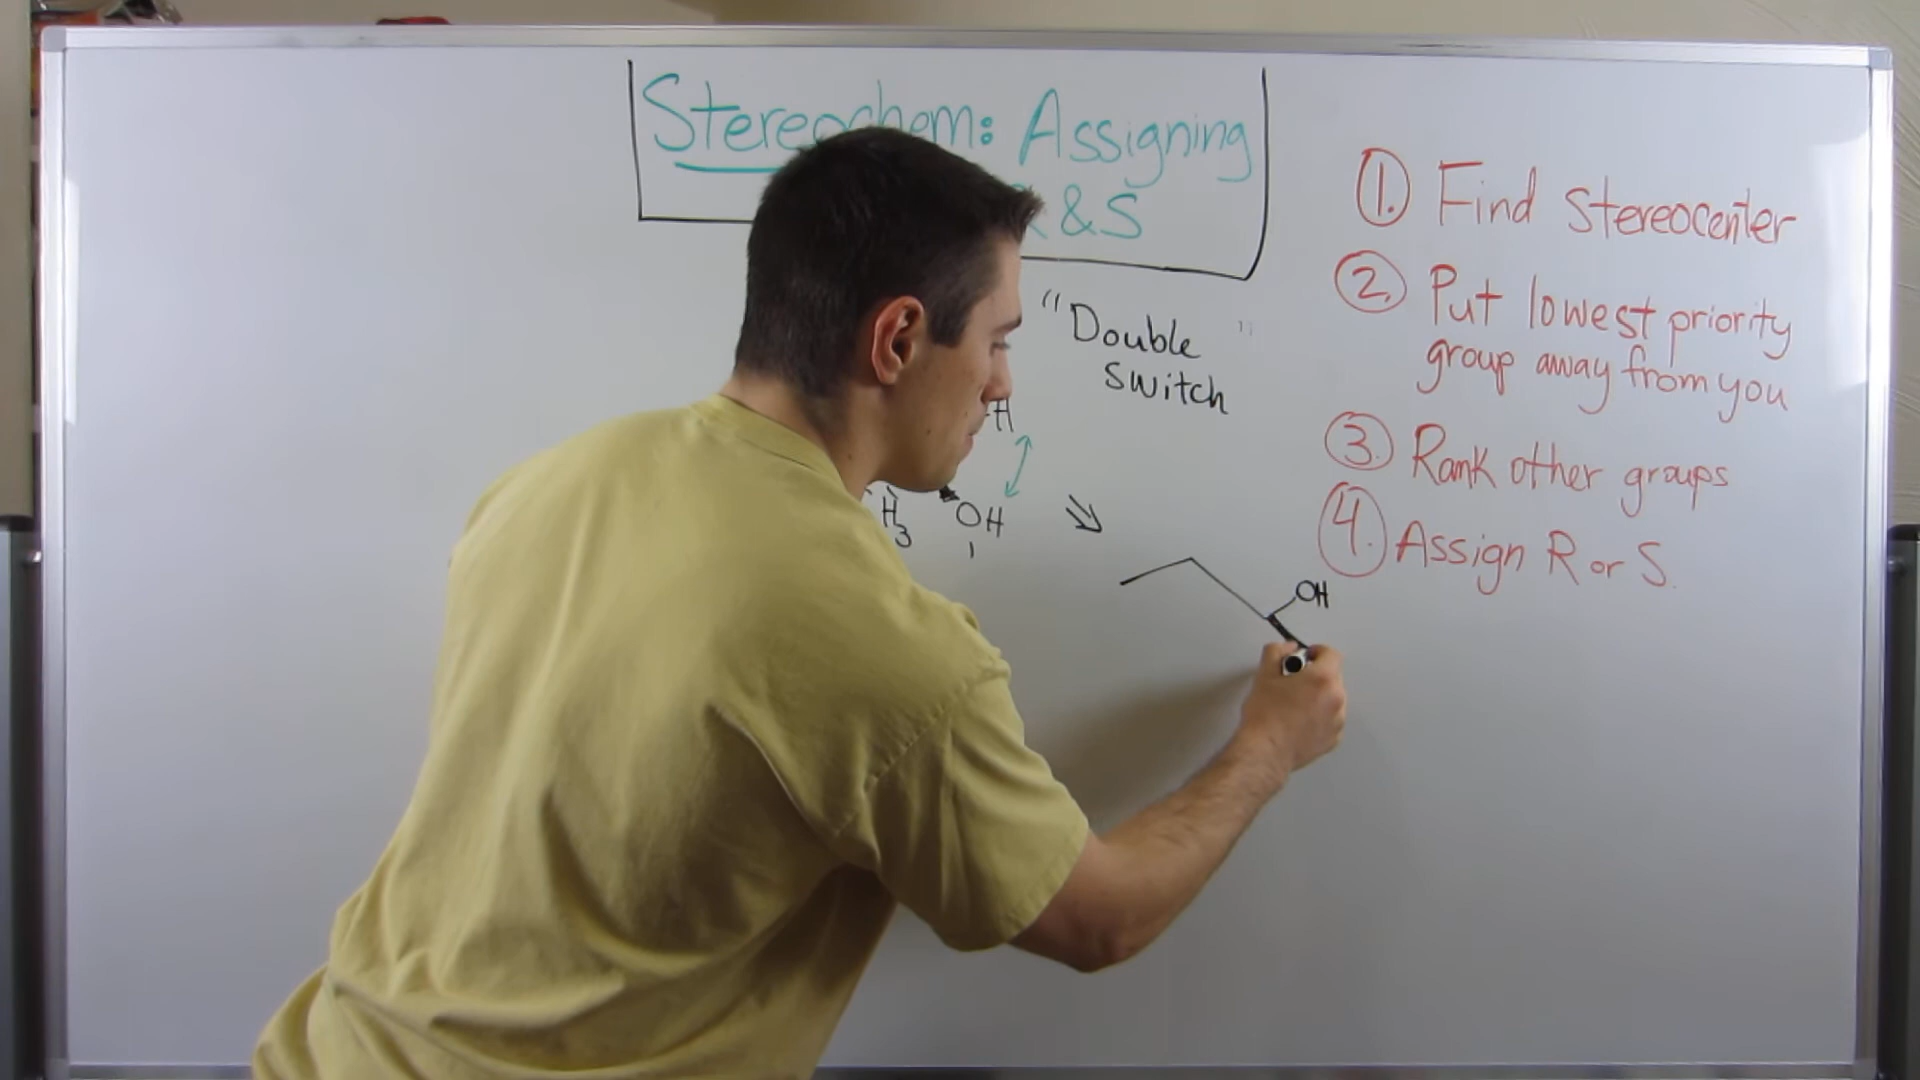 Stereochem: Assigning
& S
"Double"
Switch
1. Find Stereocenter
2. Put lowest priority
group away from you
3. Rank other groups
4. Assign R or S.
H
H3
OH
1
OH